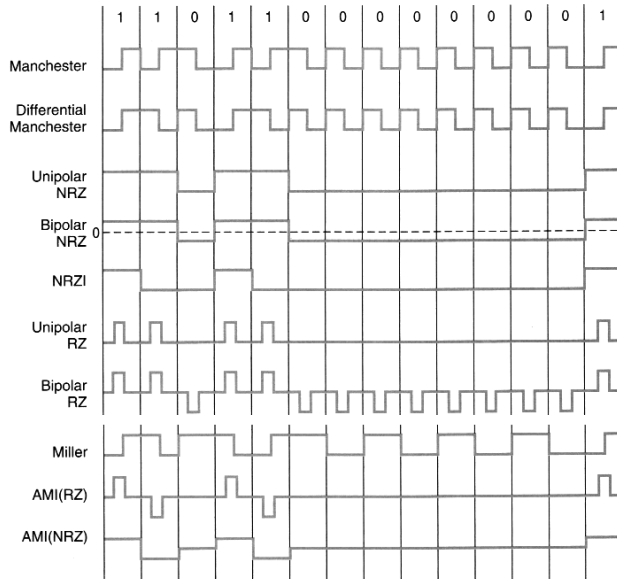 1 1 0 1 1 0 0 0 0 0 0 0 0 1
Manchester
Differential
Manchester
Unipolar
NRZ
Bipolar
0
NRZ
NRZI
Unipolar
RZ
Bipolar
RZ
Miller
AMI(RZ)
AMI(NRZ)